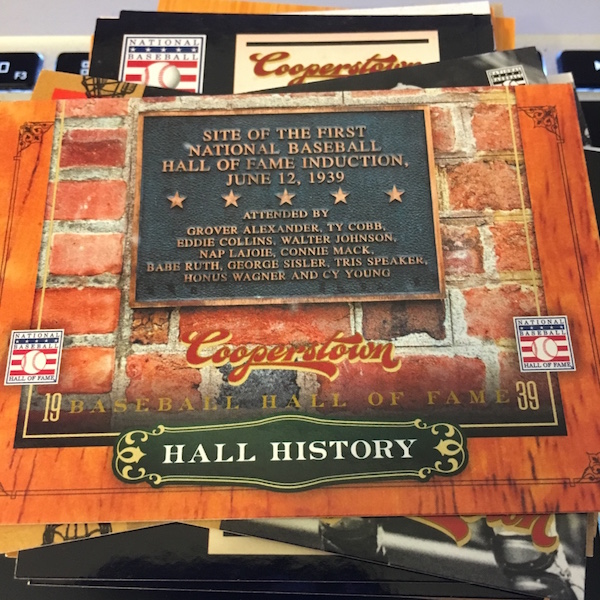 NATIONAL
BASEBALL
Cooperstown
F3
SITE OF THE FIRST
NATIONAL BASEBALL
HALL OF FAME INDUCTION,
JUNE 12, 1939
ATTENDED BY
GROVER ALEXANDER, TY COBB,
EDDIE COLLINS, WALTER JOHNSON,
NAP LAJOIE, CONNIE MACK,
BABE RUTH, GEORGE SISLER, TRIS SPEAKER,
HONUS WAGNER AND CY YOUNG
Cooperstown
NATIONAL
BASEBALL
HALL OF FAME
NATIONAL
BASEBALL
HALL OF FAME
19 BASEBALL HALL OF FAME 39
HALL HISTORY